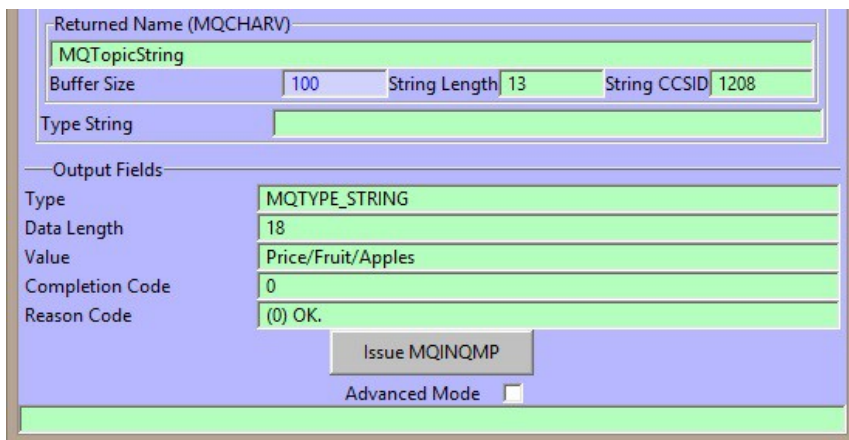 Returned Name (MQCHARV)
MQTopicString
Buffer Size 100 String Length 13 String CCSID 1208
Type String
Output Fields
Type MQTYPE_STRING
Data Length 18
Value Price/Fruit/Apples
Completion Code 0
Reason Code (0) OK.
Issue MQINQMP
Advanced Mode